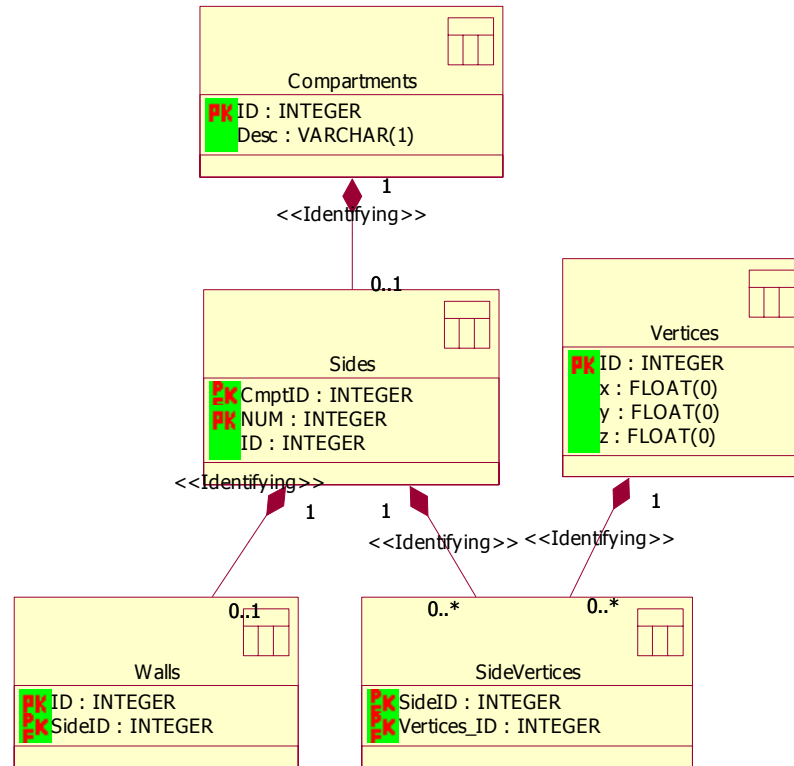 Compartments
PK ID : INTEGER
Desc : VARCHAR(1)
1
<<Identifying>>
0..1
Sides
PFK CmptID : INTEGER
PK NUM : INTEGER
ID : INTEGER
Vertices
PK ID : INTEGER
x : FLOAT(0)
y : FLOAT(0)
z : FLOAT(0)
<<Identifying>>
1
1
1
<<Identifying>>
<<Identifying>>
0..1
0..*
0..*
Walls
PK ID : INTEGER
PFK SideID : INTEGER
SideVertices
PFK SideID : INTEGER
PFK Vertices_ID : INTEGER